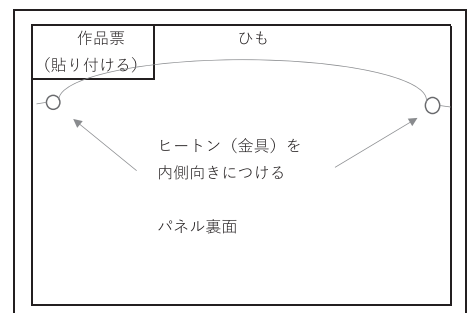 作品票
(貼り付ける)
ひも
ヒートン（金具）を
内側向きにつける
パネル裏面